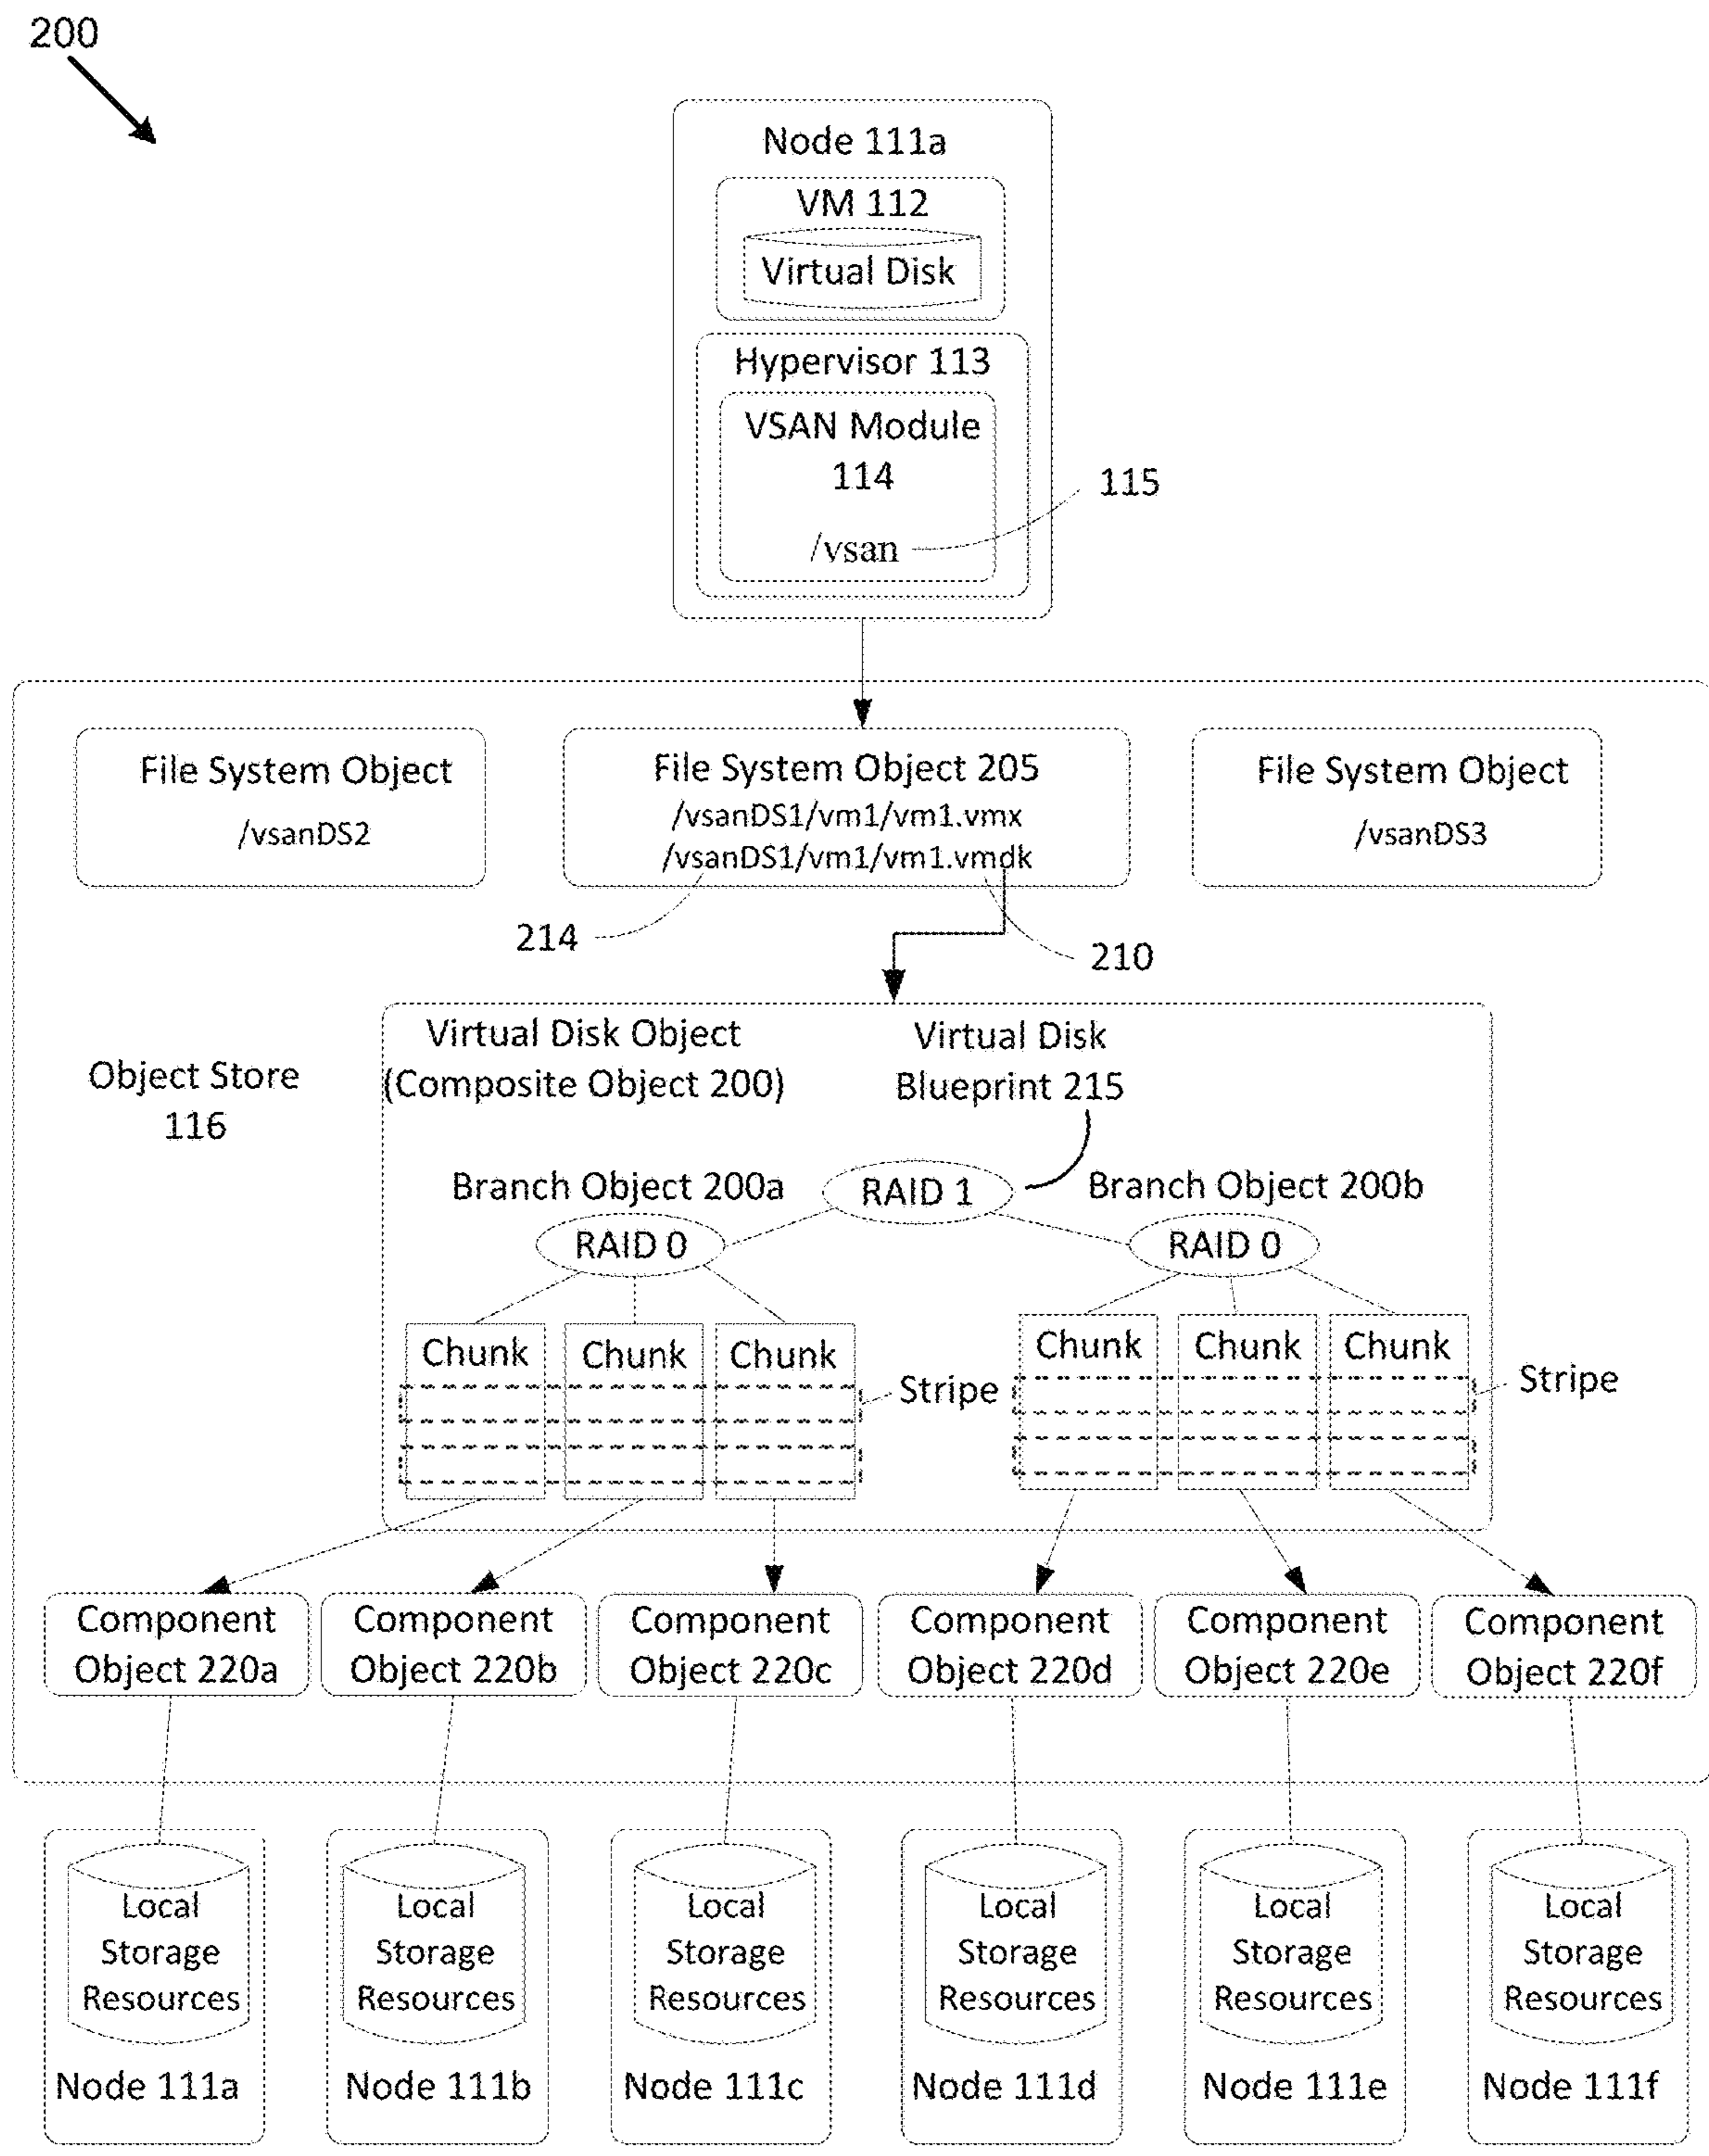 200
Node 111a
VM 112
Virtual Disk
Hypervisor 113
VSAN Module
114
115
/vsan
File System Object
/vsanDS2
File System Object 205
/vsanDS1/vm1/vm1.vmx
/vsanDS1/vm1/vm1.vmdk
File System Object
/vsanDS3
214
210
Object Store
116
Virtual Disk Object
(Composite Object 200)
Virtual Disk
Blueprint 215
Branch Object 200a
RAID 1
Branch Object 200b
RAID 0
RAID 0
Chunk
Chunk
Chunk
Stripe
Chunk
Chunk
Chunk
Stripe
Component
Object 220a
Component
Object 220b
Component
Object 220c
Component
Object 220d
Component
Object 220e
Component
Object 220f
Local
Storage
Resources
Node 111a
Local
Storage
Resources
Node 111b
Local
Storage
Resources
Node 111c
Local
Storage
Resources
Node 111d
Local
Storage
Resources
Node 111e
Local
Storage
Resources
Node 111f